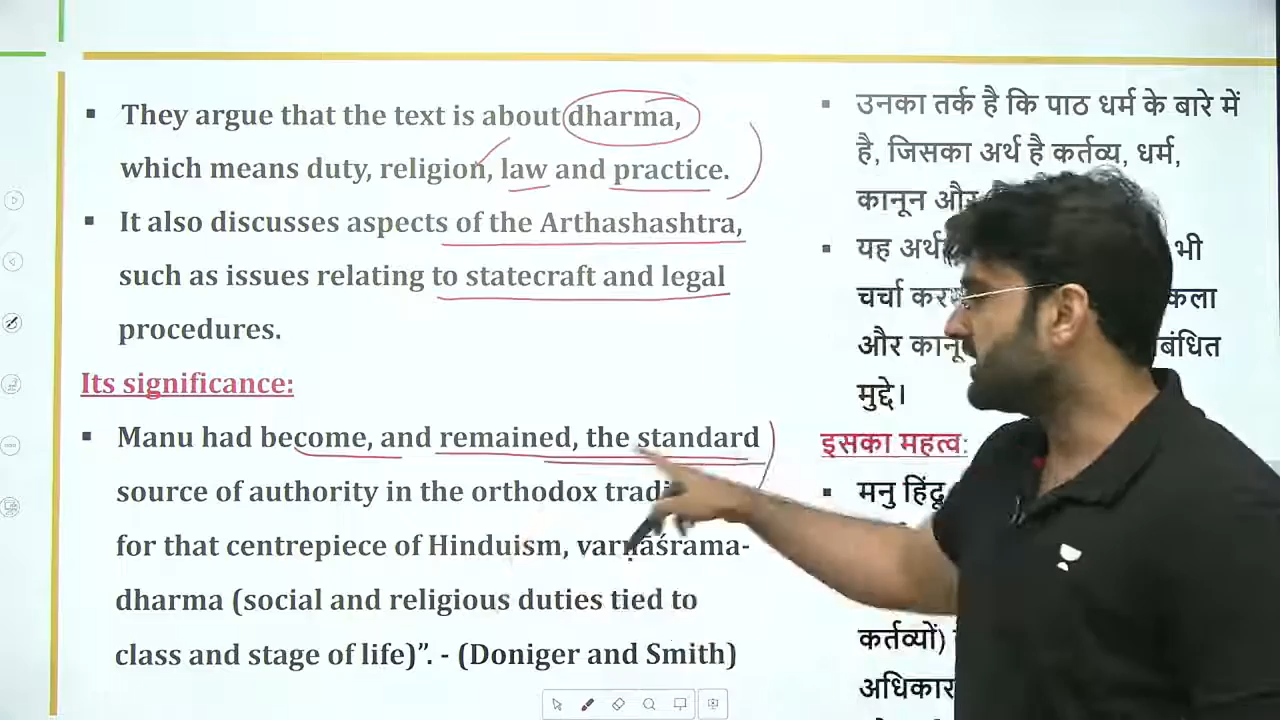 ▪ They argue that the text is about dharma,
which means duty, religion, law and practice.
▪ It also discusses aspects of the Arthashashtra,
such as issues relating to statecraft and legal
procedures.
Its significance:
▪ Manu had become, and remained, the standard
source of authority in the orthodox
for that centrepiece of Hinduism, varṇāśrama-
dharma (social and religious duties tied to
class and stage of life)”. - (Doniger and Smith)
▪ उनका तर्क है कि पाठ धर्म के बारे में
है, जिसका अर्थ है कर्तव्य, धर्म,
कानून और
▪ यह भी
चर्चा
और
मुद्दे।
इसका महत्व:
▪ मनु हिंदू
कर्तव्यों)